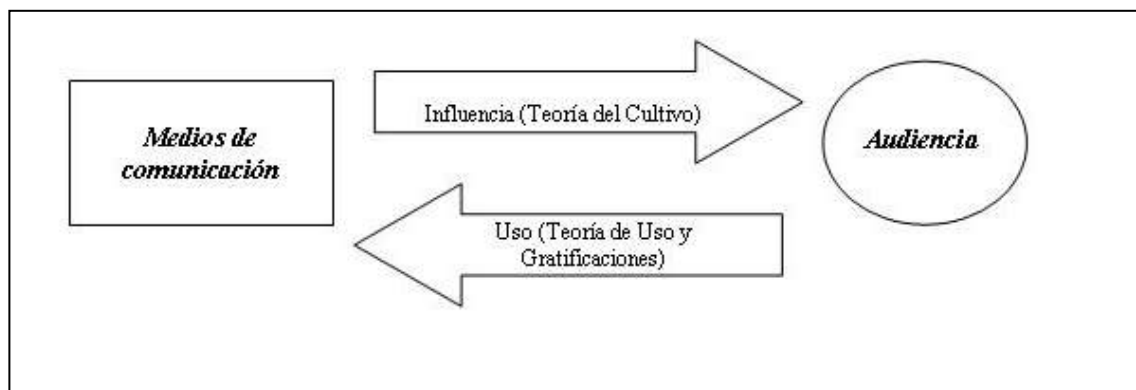 Medios de
comunicación
Influencia (Teoría del Cultivo)
Audiencia
Uso (Teoría de Uso y
Gratificaciones)